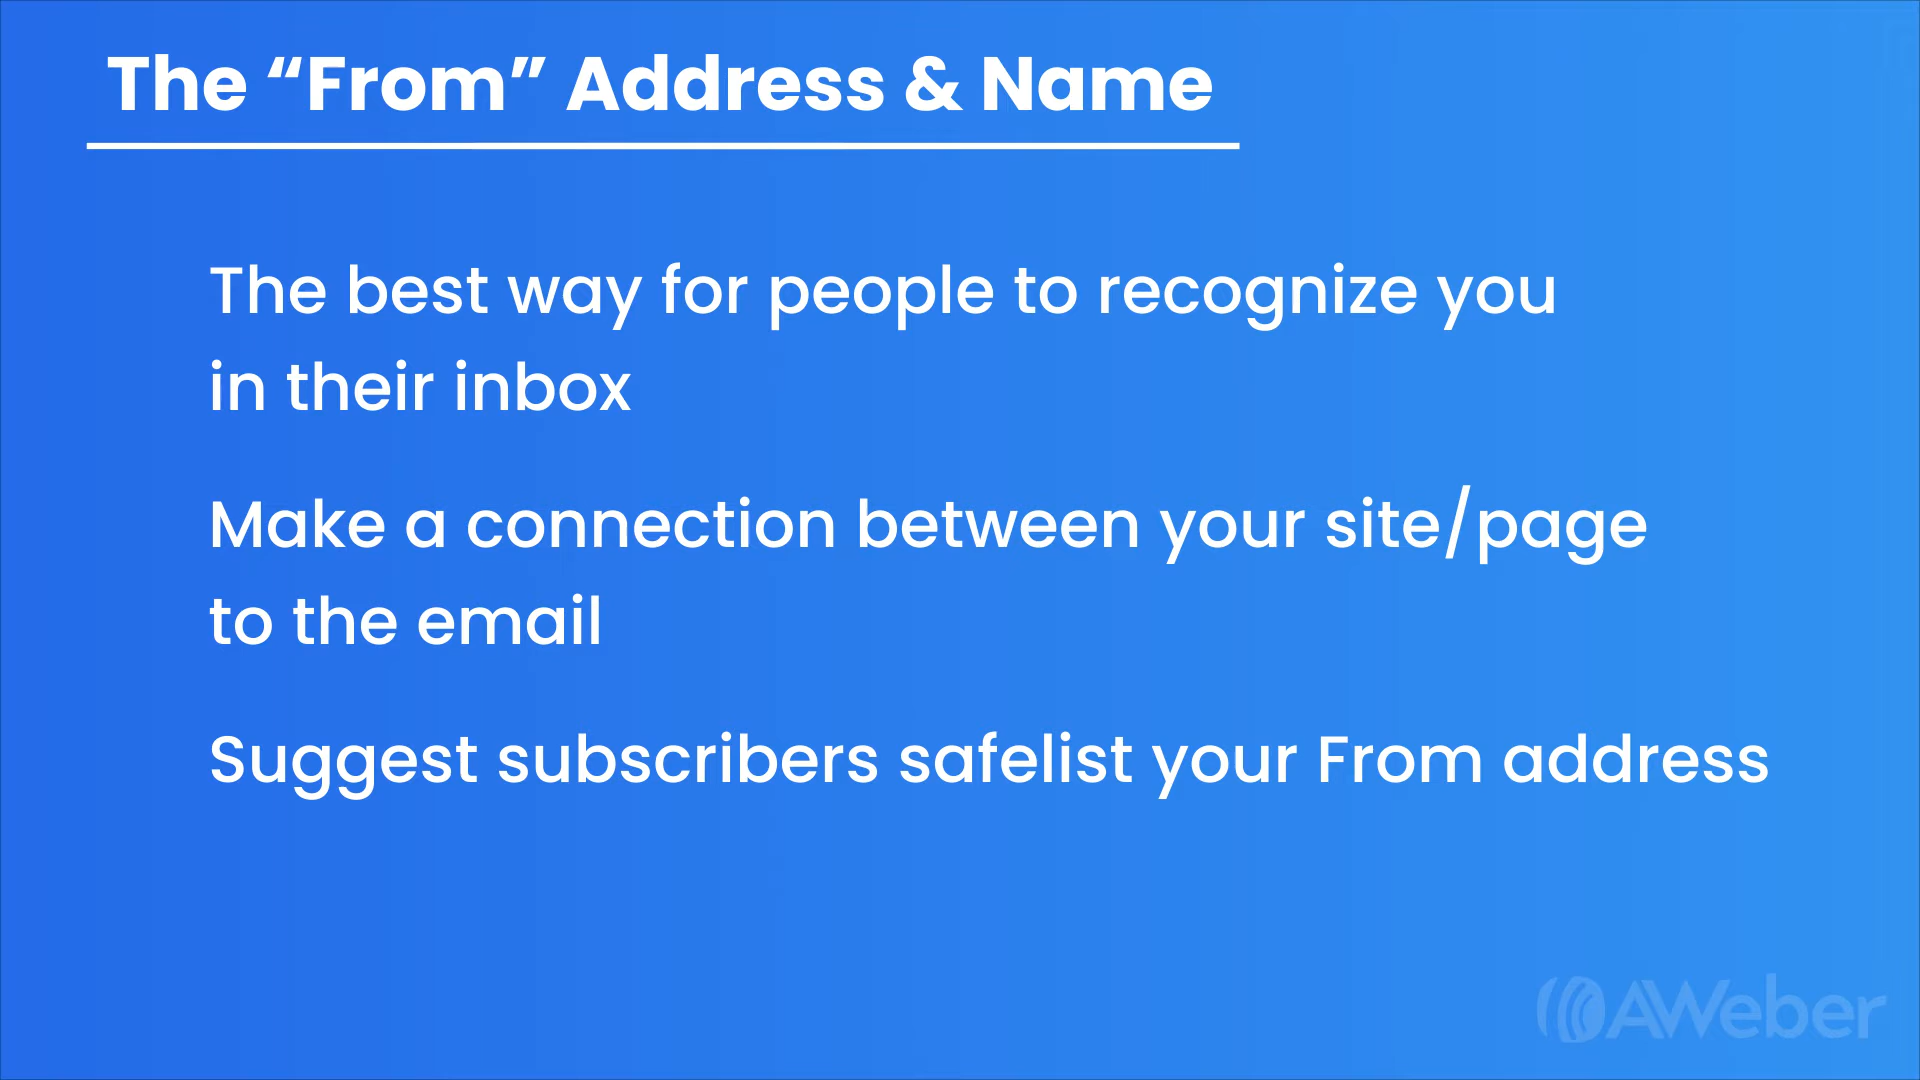 The “From” Address & Name
The best way for people to recognize you
in their inbox
Make a connection between your site/page
to the email
Suggest subscribers safelist your From address
AWeber